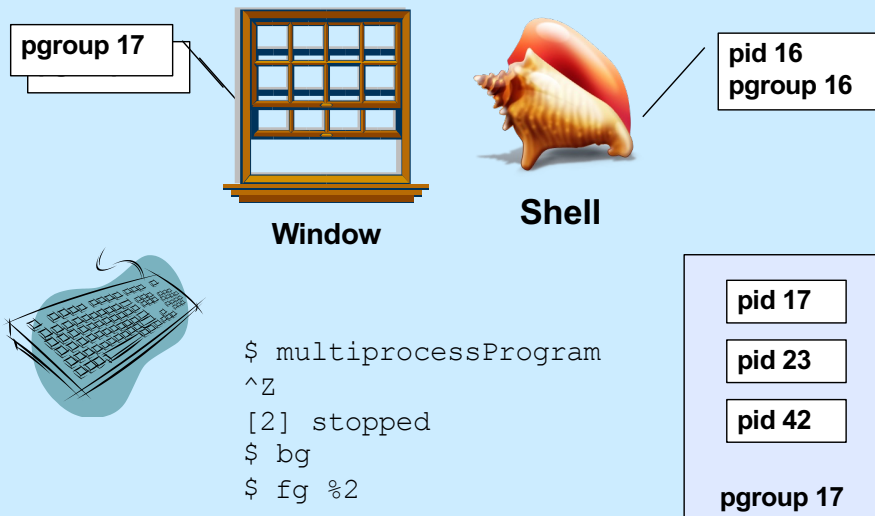 pgroup 17
pid 16
pgroup 16
Window
Shell
$ multiprocessProgram
^Z
[2] stopped
$ bg
$ fg %2
pid 17
pid 23
pid 42
pgroup 17